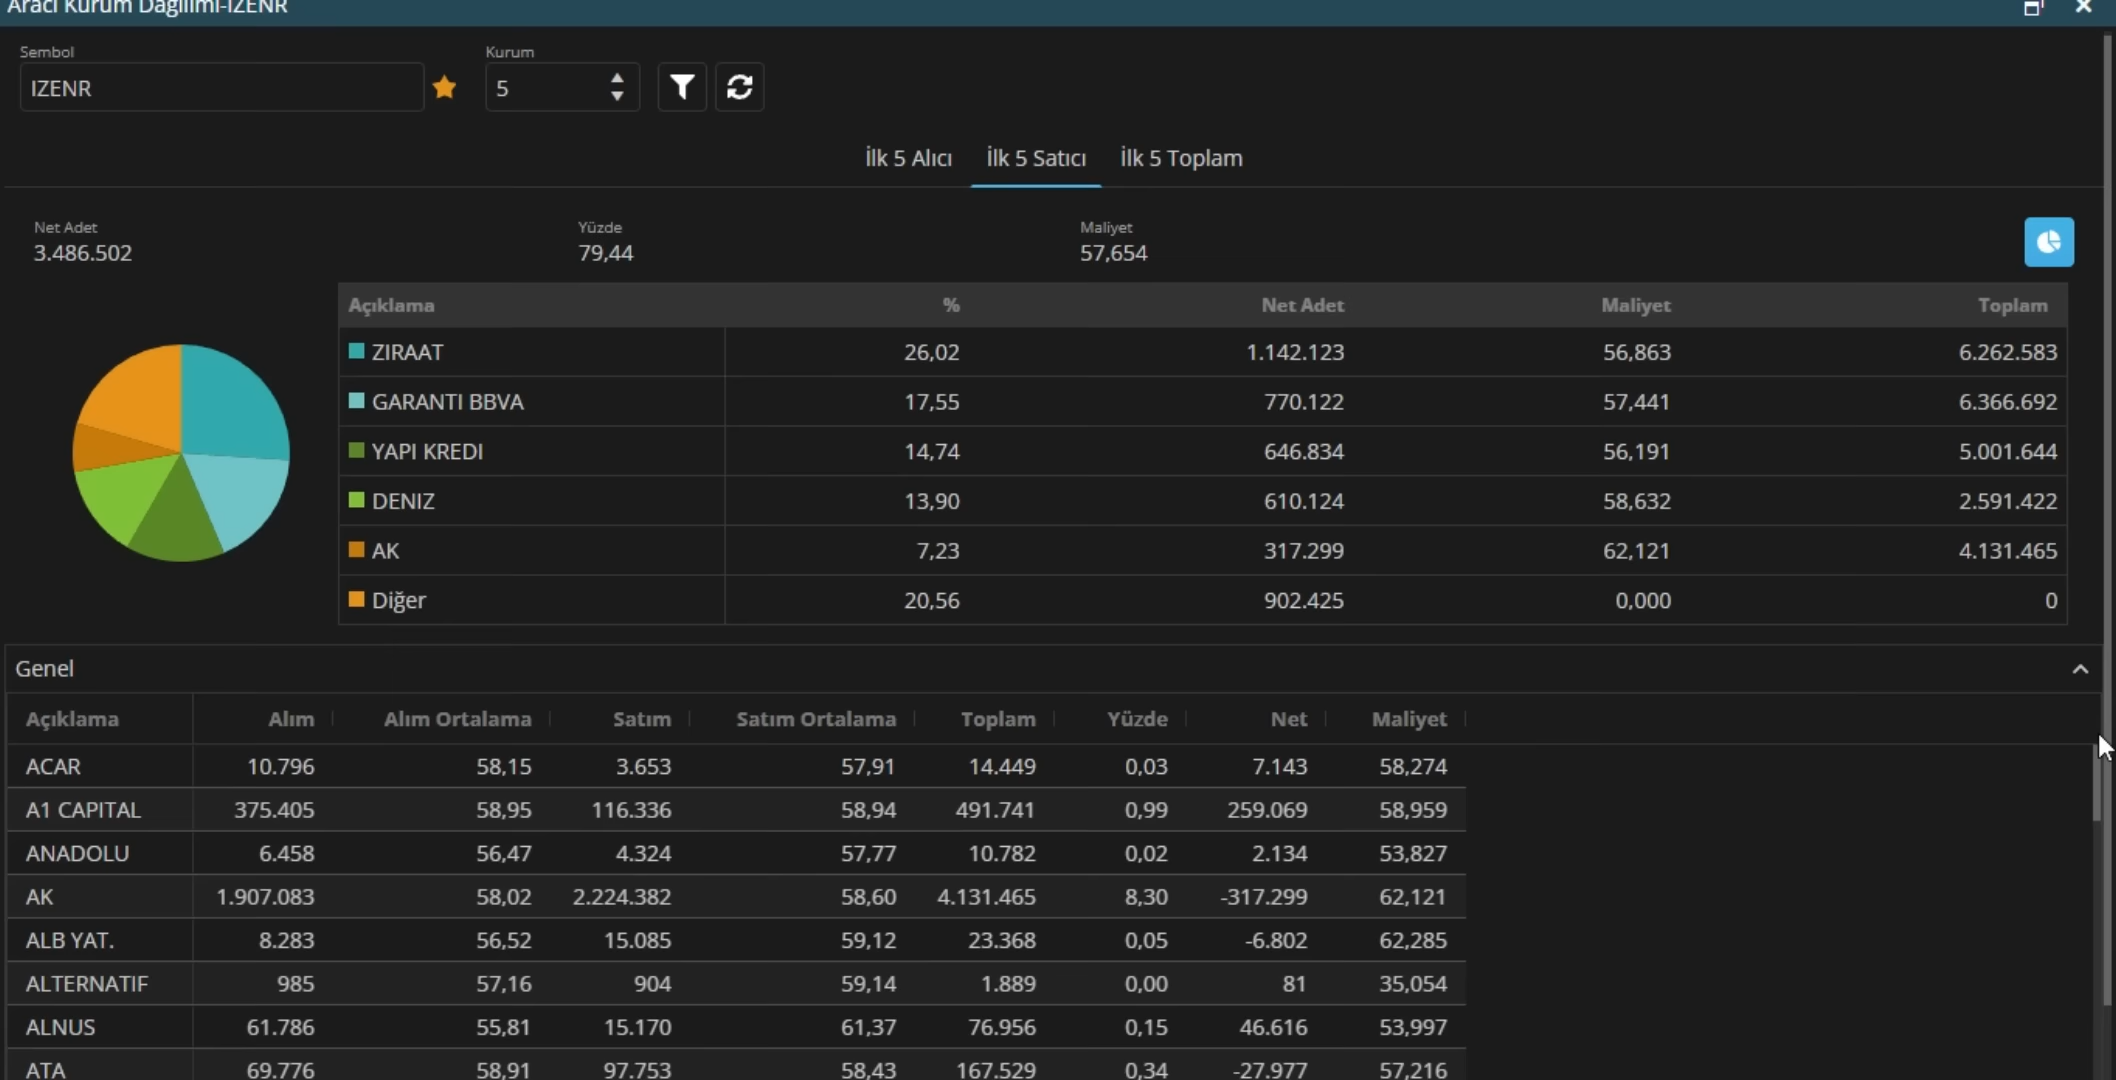 Aracı Kurum Dağılımı-IZENR
Sembol Kurum
IZENR 5
İlk 5 Alıcı İlk 5 Satıcı İlk 5 Toplam
Net Adet Yüzde Maliyet
3.486.502 79,44 57,654
Açıklama % Net Adet Maliyet Toplam
ZIRAAT 26,02 1.142.123 56,863 6.262.583
GARANTI BBVA 17,55 770.122 57,441 6.366.692
YAPI KREDI 14,74 646.834 56,191 5.001.644
DENIZ 13,90 610.124 58,632 2.591.422
AK 7,23 317.299 62,121 4.131.465
Diğer 20,56 902.425 0,000 0
Genel
Açıklama Alım Alım Ortalama Satım Satım Ortalama Toplam Yüzde Net Maliyet
ACAR 10.796 58,15 3.653 57,91 14.449 0,03 7.143 58,274
A1 CAPITAL 375.405 58,95 116.336 58,94 491.741 0,99 259.069 58,959
ANADOLU 6.458 56,47 4.324 57,77 10.782 0,02 2.134 53,827
AK 1.907.083 58,02 2.224.382 58,60 4.131.465 8,30 -317.299 62,121
ALB YAT. 8.283 56,52 15.085 59,12 23.368 0,05 -6.802 62,285
ALTERNATIF 985 57,16 904 59,14 1.889 0,00 81 35,054
ALNUS 61.786 55,81 15.170 61,37 76.956 0,15 46.616 53,997
ATA 69.776 58,91 97.753 58,43 167.529 0,34 -27.977 57,216